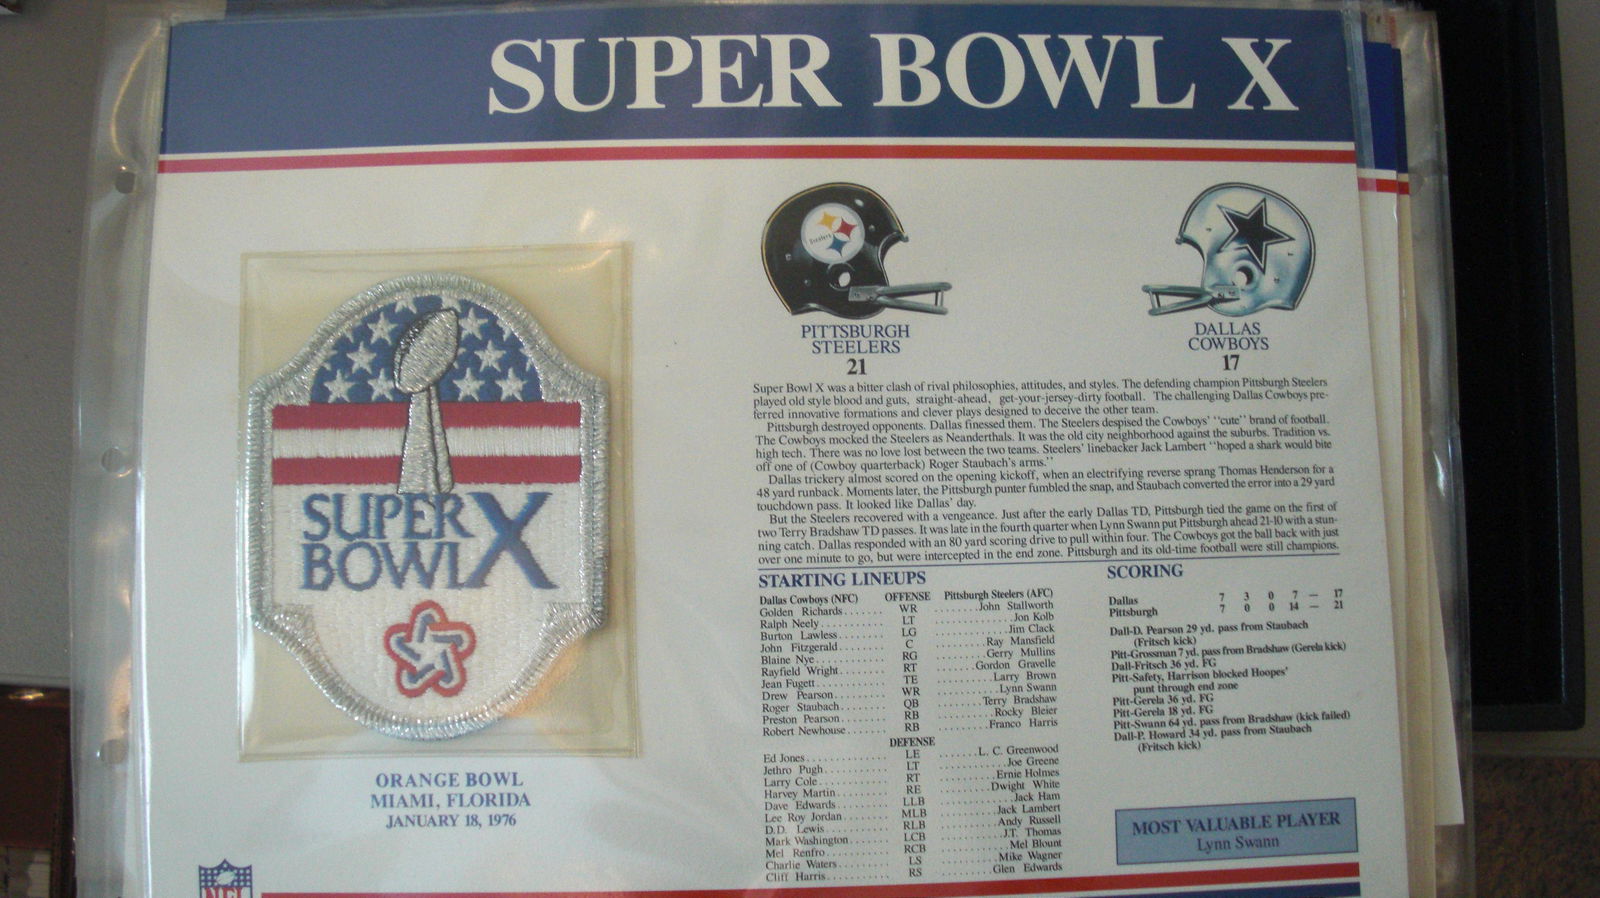 SUPER BOWL X
Steelers
PITTSBURGH
STEELERS
21
DALLAS
COWBOYS
17
Super Bowl X was a bitter clash of rival philosophies, attitudes, and styles. The defending champion Pittsburgh Steelers
played old style blood and guts, straight-ahead, get-your-jersey-dirty football. The challenging Dallas Cowboys pre-
ferred innovative formations and clever plays designed to deceive the other team.
Pittsburgh destroyed opponents. Dallas finessed them. The Steelers despised the Cowboys' "cute" brand of football.
The Cowboys mocked the Steelers as Neanderthals. It was the old city neighborhood against the suburbs. Tradition vs.
high tech. There was no love lost between the two teams. Steelers' linebacker Jack Lambert "hoped a shark would bite
off one of (Cowboy quarterback) Roger Staubach's arms."
Dallas trickery almost scored on the opening kickoff, when an electrifying reverse sprang Thomas Henderson for a
48 yard runback. Moments later, the Pittsburgh punter fumbled the snap, and Staubach converted the error into a 29 yard
touchdown pass. It looked like Dallas' day.
But the Steelers recovered with a vengeance. Just after the early Dallas TD, Pittsburgh tied the game on the first of
two Terry Bradshaw TD passes. It was late in the fourth quarter when Lynn Swann put Pittsburgh ahead 21-10 with a stun-
ning catch. Dallas responded with an 80 yard scoring drive to pull within four. The Cowboys got the ball back with just
over one minute to go, but were intercepted in the end zone. Pittsburgh and its old-time football were still champions.
SUPER
BOWL X
ORANGE BOWL
MIAMI, FLORIDA
JANUARY 18, 1976
NFL
STARTING LINEUPS
Dallas Cowboys (NFC) OFFENSE Pittsburgh Steelers (AFC)
Golden Richards....... WR ........John Stallworth
Ralph Neely........... LT ..............Jon Kolb
Burton Lawless........ LG .............Jim Clack
John Fitzgerald........ C .........Ray Mansfield
Blaine Nye............ RG .........Gerry Mullins
Rayfield Wright....... RT .......Gordon Gravelle
Jean Fugett........... TE ..........Larry Brown
Drew Pearson.......... WR ...........Lynn Swann
Roger Staubach........ QB ........Terry Bradshaw
Preston Pearson....... RB ..........Rocky Bleier
Robert Newhouse....... RB .........Franco Harris
DEFENSE
Ed Jones.............. LE .......L. C. Greenwood
Jethro Pugh........... LT ............Joe Greene
Larry Cole............ RT ..........Ernie Holmes
Harvey Martin......... RE .........Dwight White
Dave Edwards.......... LLB .............Jack Ham
Lee Roy Jordan........ MLB .........Jack Lambert
D.D. Lewis............ RLB .........Andy Russell
Mark Washington....... LCB ..........J.T. Thomas
Mel Renfro............ RCB ...........Mel Blount
Charlie Waters........ LS ..........Mike Wagner
Cliff Harris.......... RS .........Glen Edwards
SCORING
Dallas 7 3 0 7 — 17
Pittsburgh 7 0 0 14 — 21
Dall-D. Pearson 29 yd. pass from Staubach
(Fritsch kick)
Pitt-Grossman 7 yd. pass from Bradshaw (Gerela kick)
Dall-Fritsch 36 yd. FG
Pitt-Safety, Harrison blocked Hoopes'
punt through end zone
Pitt-Gerela 36 yd. FG
Pitt-Gerela 18 yd. FG
Pitt-Swann 64 yd. pass from Bradshaw (kick failed)
Dall-P. Howard 34 yd. pass from Staubach
(Fritsch kick)
MOST VALUABLE PLAYER
Lynn Swann